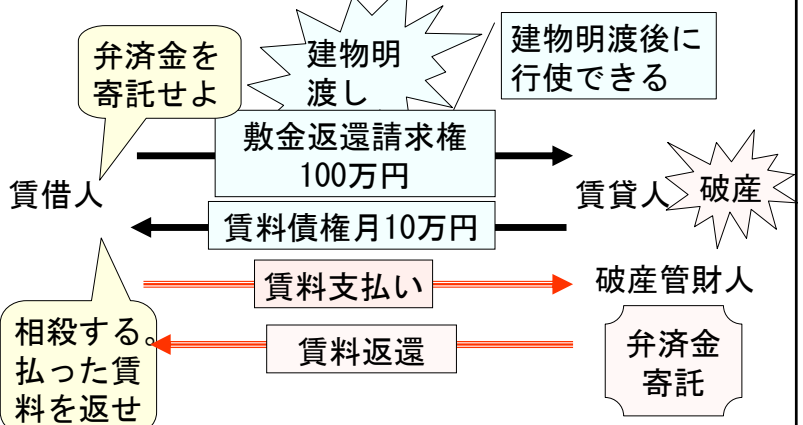 弁済金を
寄託せよ
建物明
渡し
建物明渡後に
行使できる
敷金返還請求権
100万円
賃借人
賃貸人
破産
賃料債権月10万円
賃料支払い
破産管財人
相殺する。
払った賃
料を返せ
賃料返還
弁済金
寄託